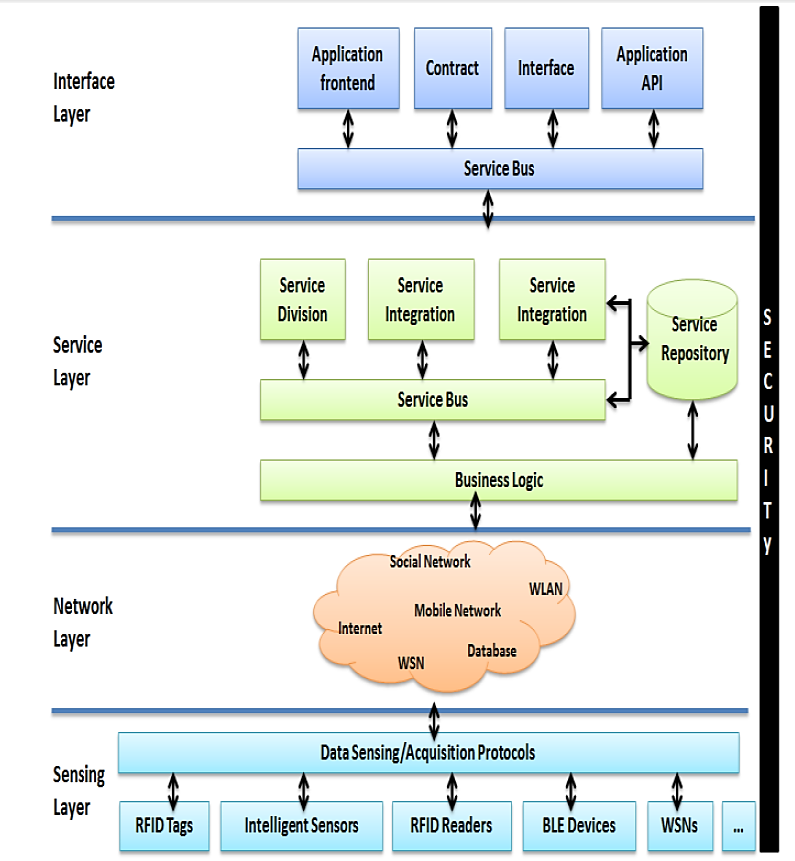 Interface
Layer
Application
frontend
Contract
Interface
Application
API
Service Bus
Service
Layer
Service
Division
Service
Integration
Service
Integration
Service
Repository
Service Bus
Business Logic
Network
Layer
Social Network
WLAN
Mobile Network
Internet
Database
WSN
Sensing
Layer
Data Sensing/Acquisition Protocols
RFID Tags
Intelligent Sensors
RFID Readers
BLE Devices
WSNs
...
S
E
C
U
R
I
T
y